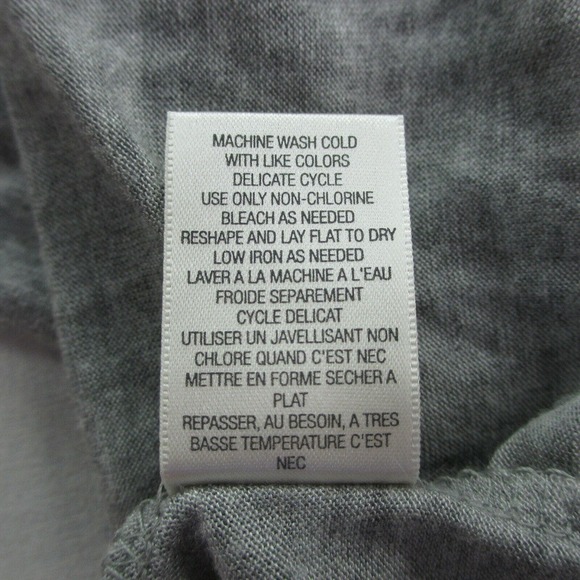 MACHINE WASH COLD
WITH LIKE COLORS
DELICATE CYCLE
USE ONLY NON-CHLORINE
BLEACH AS NEEDED
RESHAPE AND LAY FLAT TO DRY
LOW IRON AS NEEDED
LAVER A LA MACHINE A L'EAU
FROIDE SEPAREMENT
CYCLE DELICAT
UTILISER UN JAVELLISANT NON
CHLORE QUAND C'EST NEC
METTRE EN FORME SECHER A
PLAT
REPASSER, AU BESOIN, A TRES
BASSE TEMPERATURE C'EST
NEC